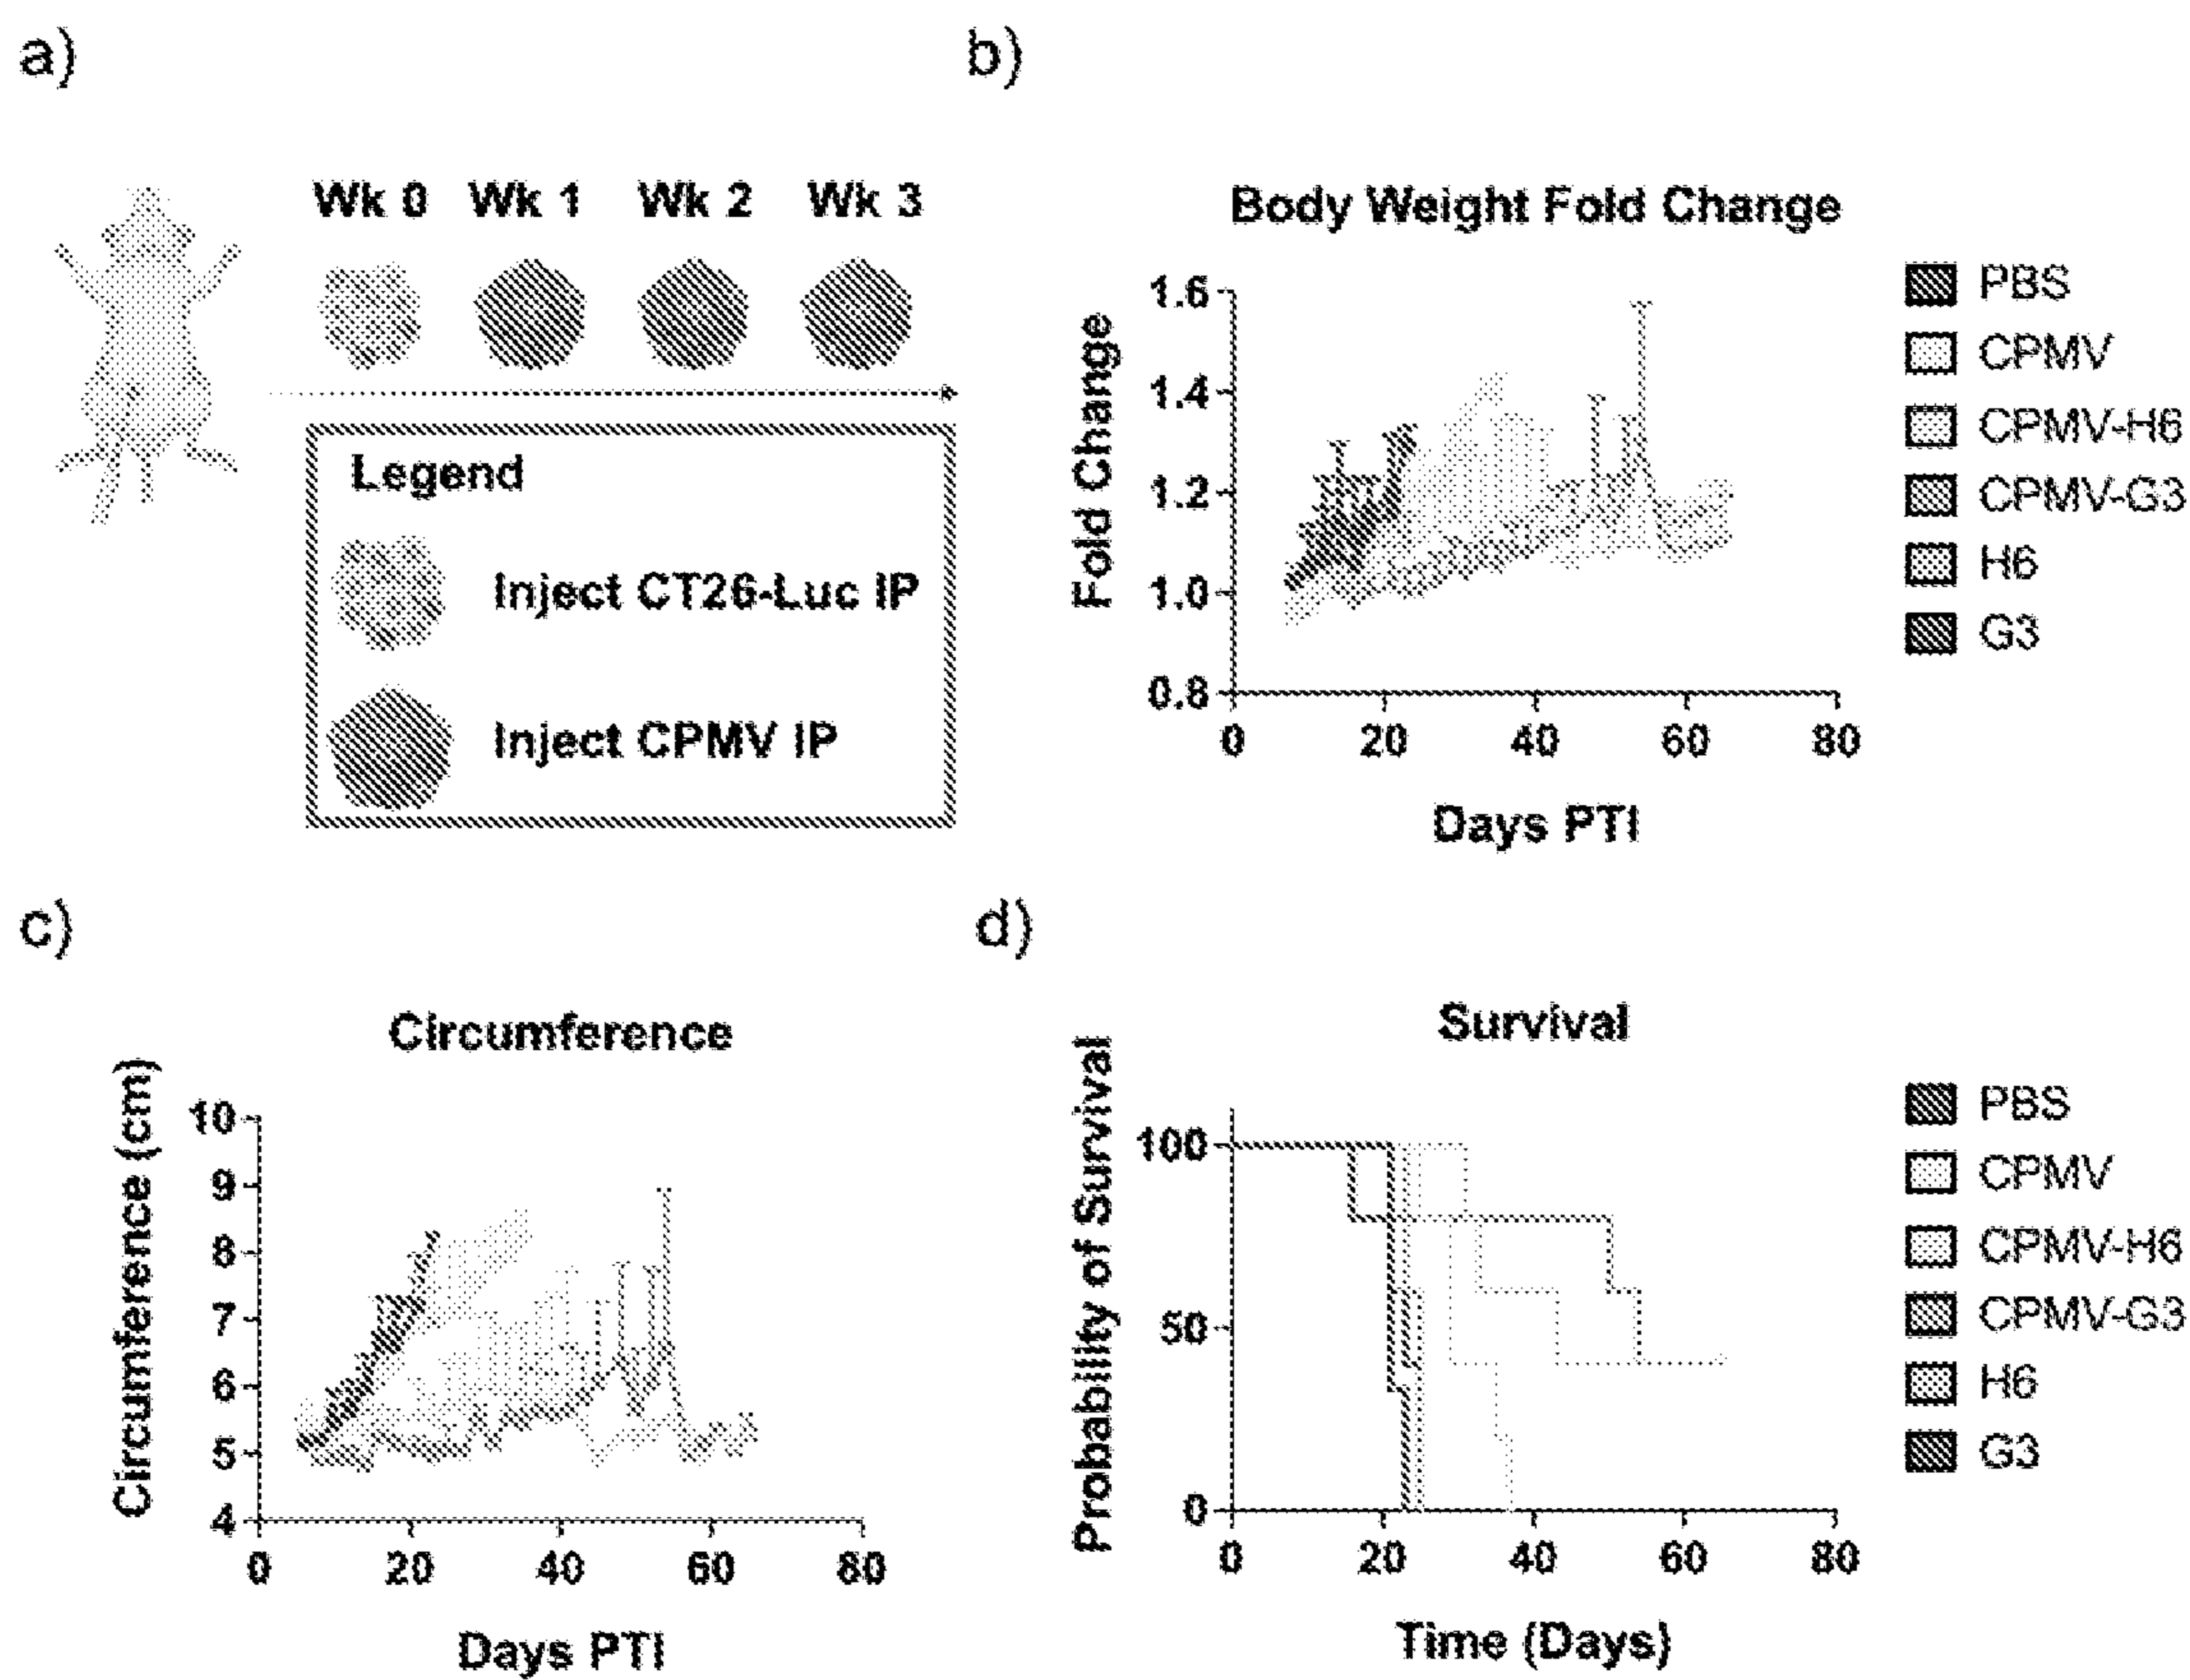 a)
Wk 0 Wk 1 Wk 2 Wk 3
Legend
Inject CT26-Luc IP
Inject CPMV IP
b)
Body Weight Fold Change
Fold Change
1.6
1.4
1.2
1.0
0.8
0 20 40 60 80
Days PTI
PBS
CPMV
CPMV-H6
CPMV-G3
H6
G3
c)
Circumference
Circumference (cm)
10
9
8
7
6
5
4
0 20 40 60 80
Days PTI
d)
Survival
Probability of Survival
100
50
0
0 20 40 60 80
Time (Days)
PBS
CPMV
CPMV-H6
CPMV-G3
H6
G3